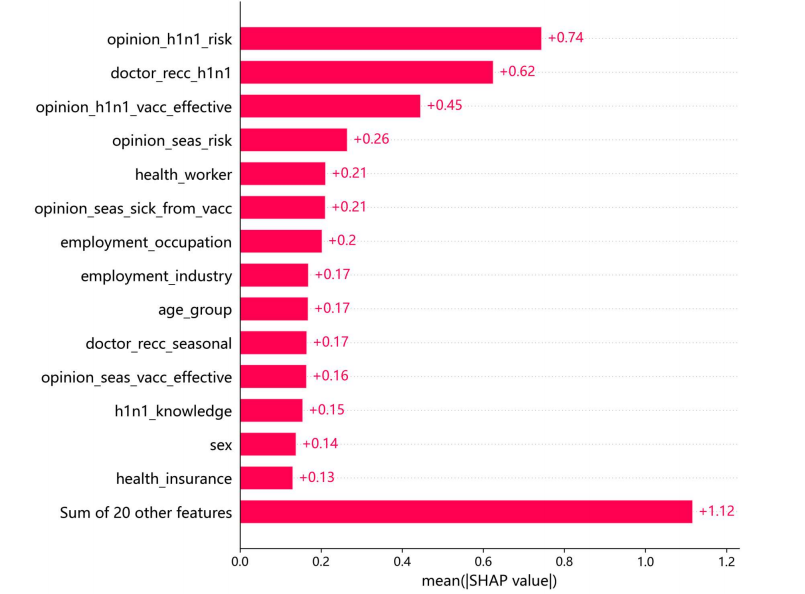 opinion_h1n1_risk +0.74
doctor_recc_h1n1 +0.62
opinion_h1n1_vacc_effective +0.45
opinion_seas_risk +0.26
health_worker +0.21
opinion_seas_sick_from_vacc +0.21
employment_occupation +0.2
employment_industry +0.17
age_group +0.17
doctor_recc_seasonal +0.17
opinion_seas_vacc_effective +0.16
h1n1_knowledge +0.15
sex +0.14
health_insurance +0.13
Sum of 20 other features +1.12
0.0 0.2 0.4 0.6 0.8 1.0 1.2
mean(|SHAP value|)